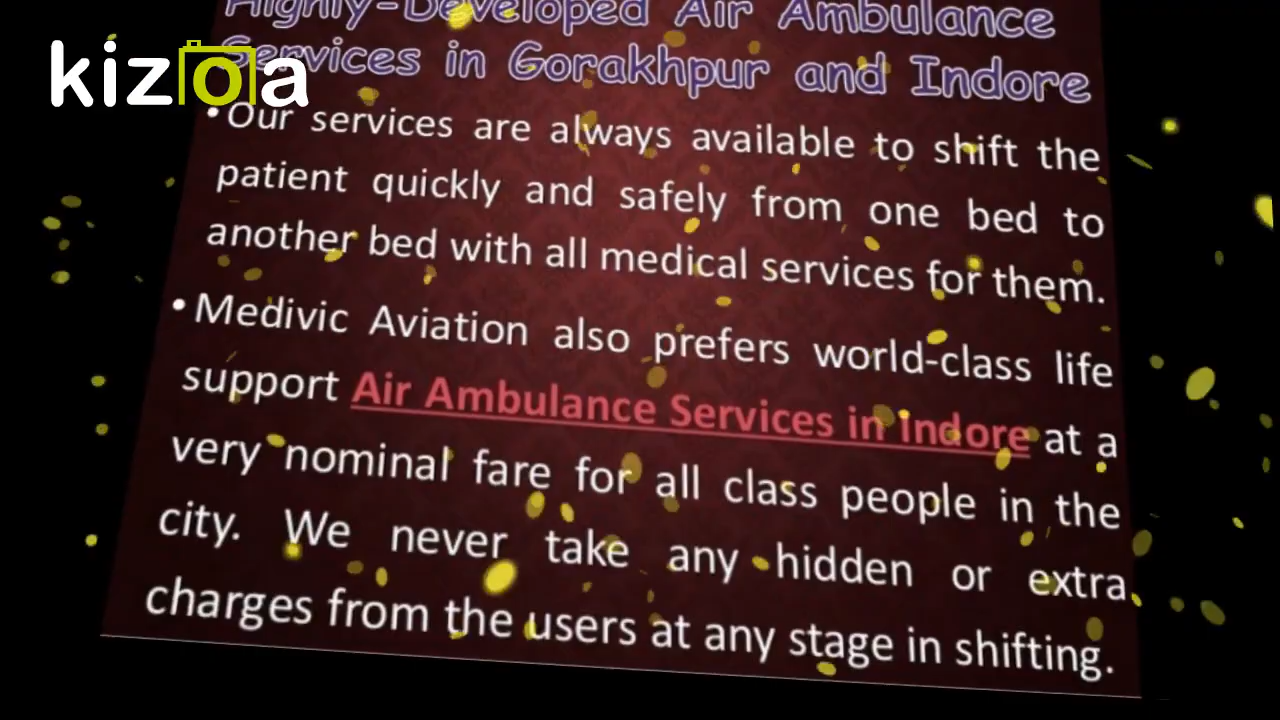 kizoa
Highly-Developed Air Ambulance
Services in Gorakhpur and Indore
•Our services are always available to shift the
patient quickly and safely from one bed to
another bed with all medical services for them.
•Medivic Aviation also prefers world-class life
support Air Ambulance Services in Indore at a
very nominal fare for all class people in the
city. We never take any hidden or extra
charges from the users at any stage in shifting.